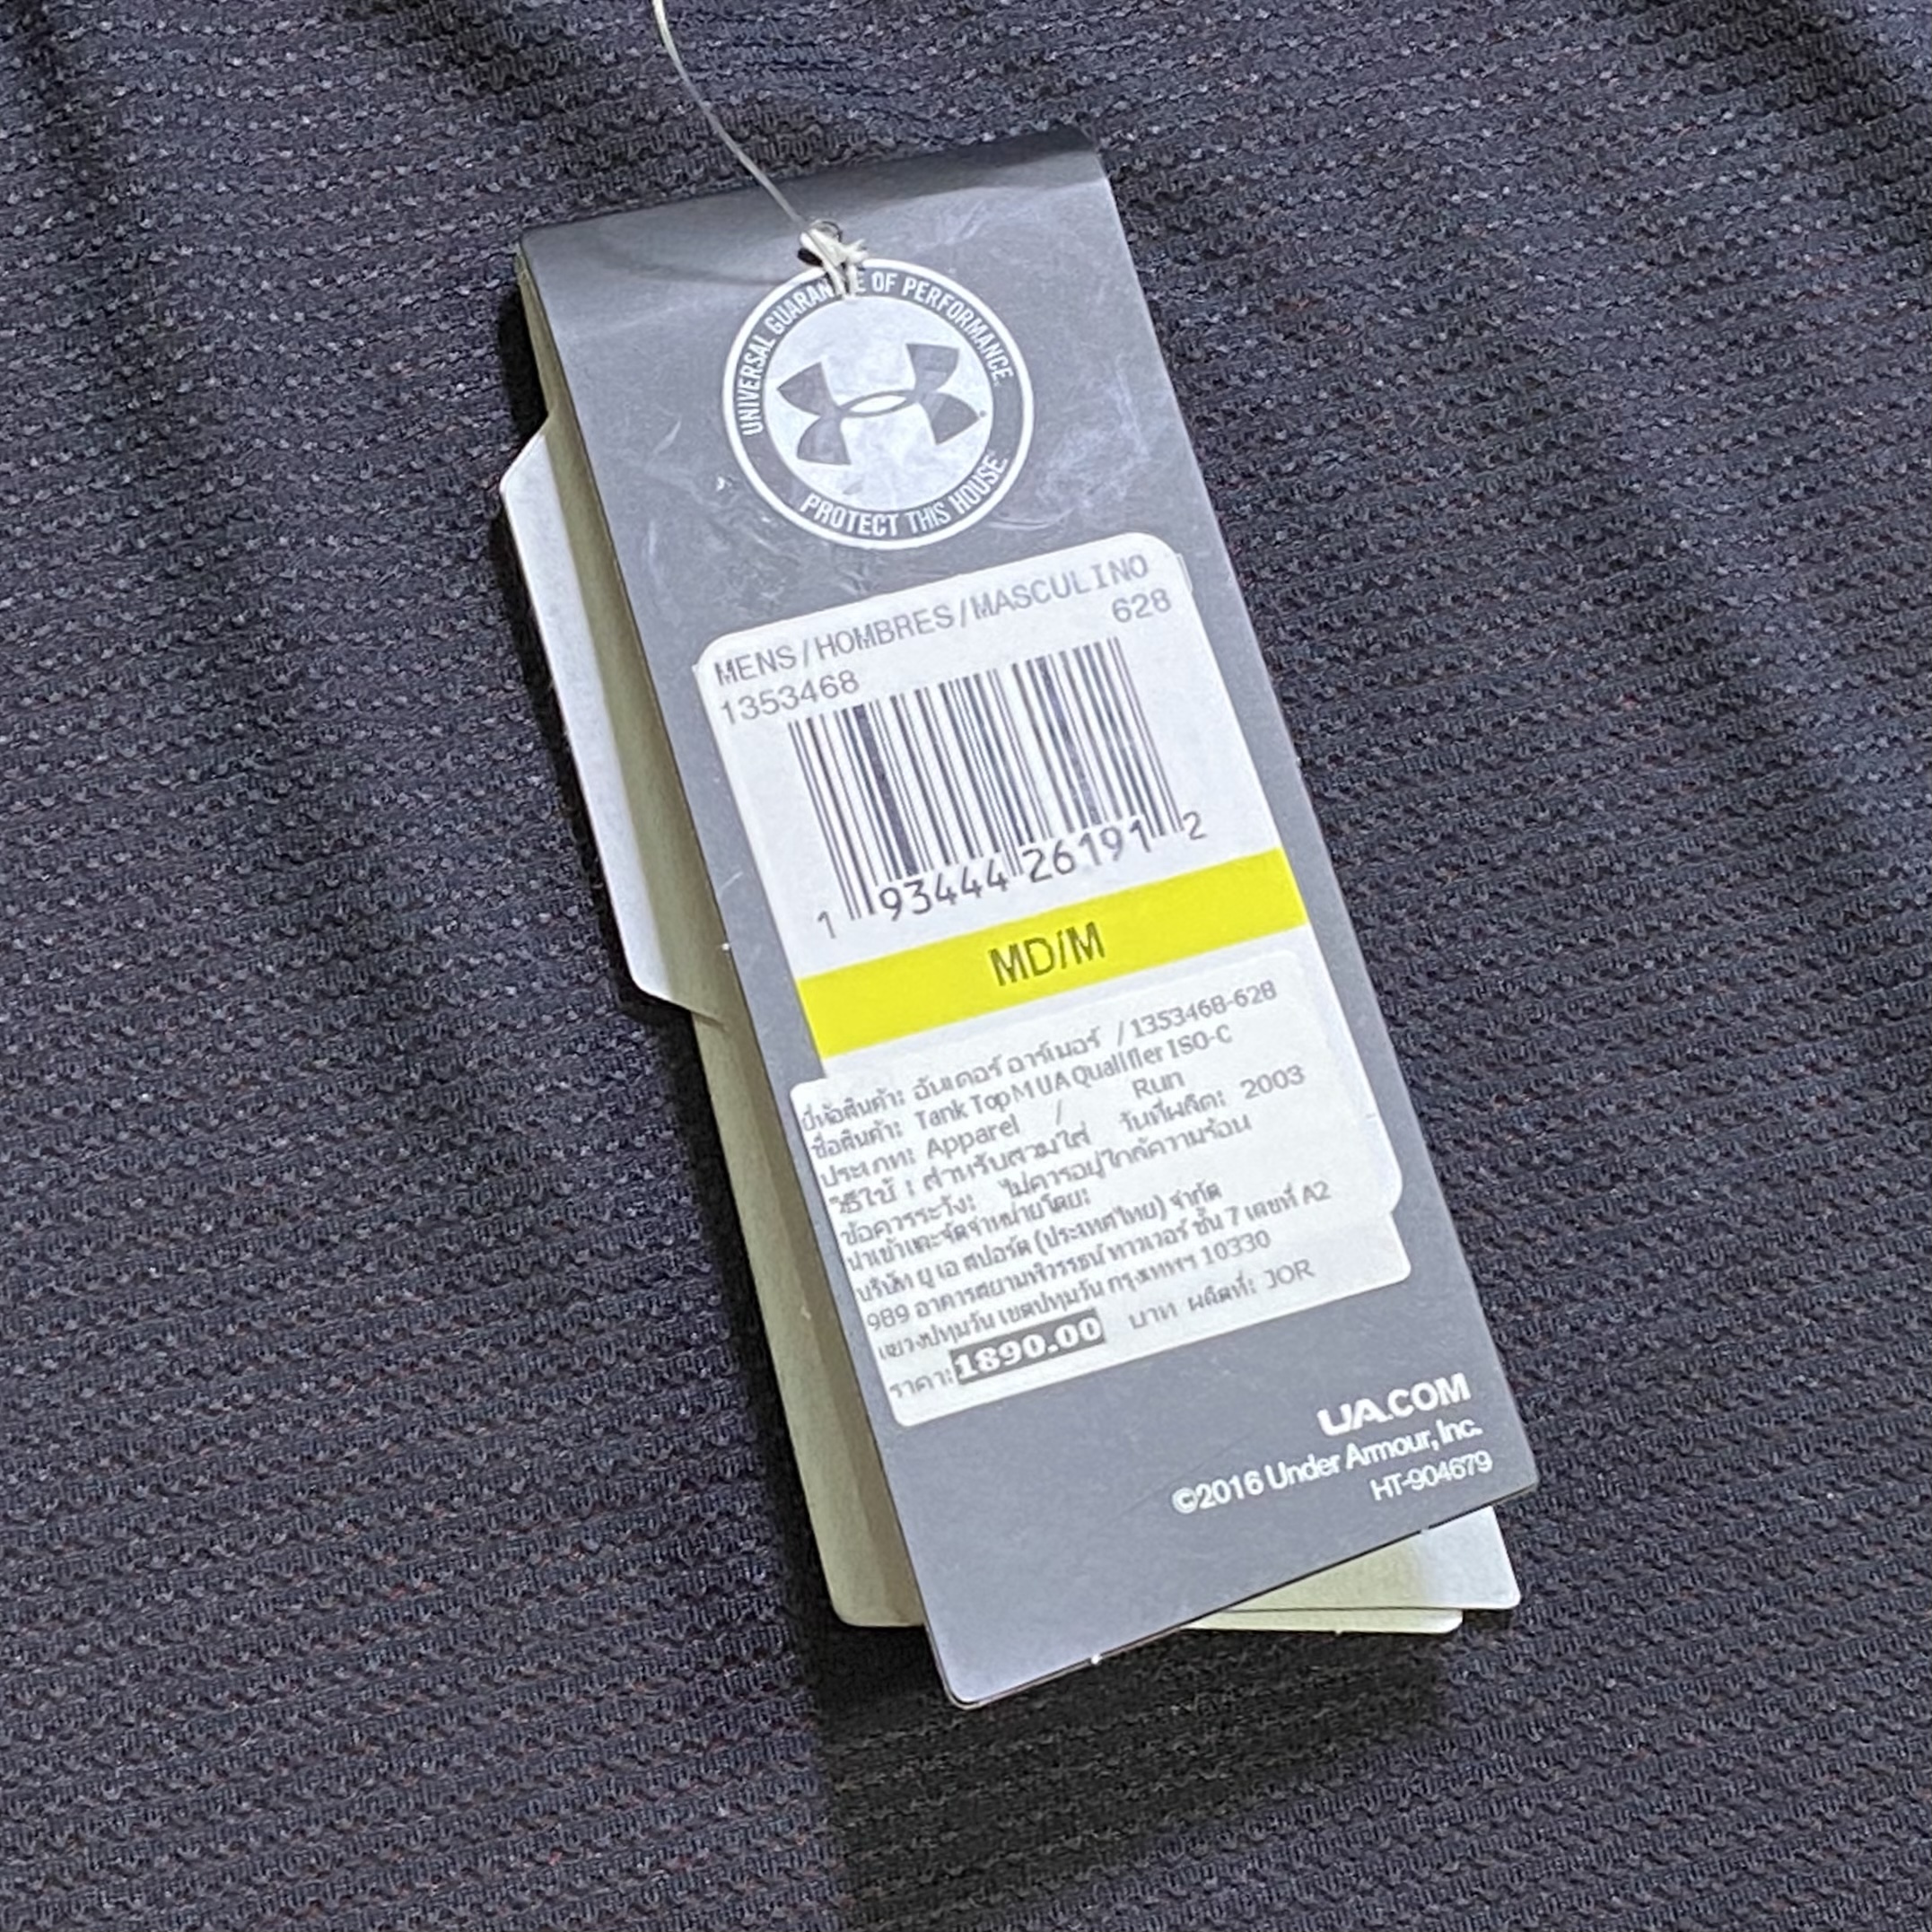 UNIVERSAL GUARANTEE OF PERFORMANCE.
PROTECT THIS HOUSE.
MENS/HOMBRES/MASCULINO
1353468 628
1 93444 26191 2
MD/M
ยี่ห้อสินค้า: อันเดอร์ อาร์เมอร์ /1353468-628
ชื่อสินค้า: Tank Top M UA Qualifier ISO-C
ประเภท: Apparel / Run
วิธีใช้ : สำหรับสวมใส่ วันที่ผลิต: 2003
ข้อควรระวัง: ไม่ควรอยู่ใกล้ความร้อน
นำเข้าและจัดจำหน่ายโดย:
บริษัท ยู เอ สปอร์ต (ประเทศไทย) จำกัด
989 อาคารสยามพิวรรธน์ ทาวเวอร์ ชั้น 7 เลขที่ A2
แขวงปทุมวัน เขตปทุมวัน กรุงเทพฯ 10330
ราคา: 1890.00 บาท ผลิตที่: JOR
UA.COM
©2016 Under Armour, Inc.
HT-904679